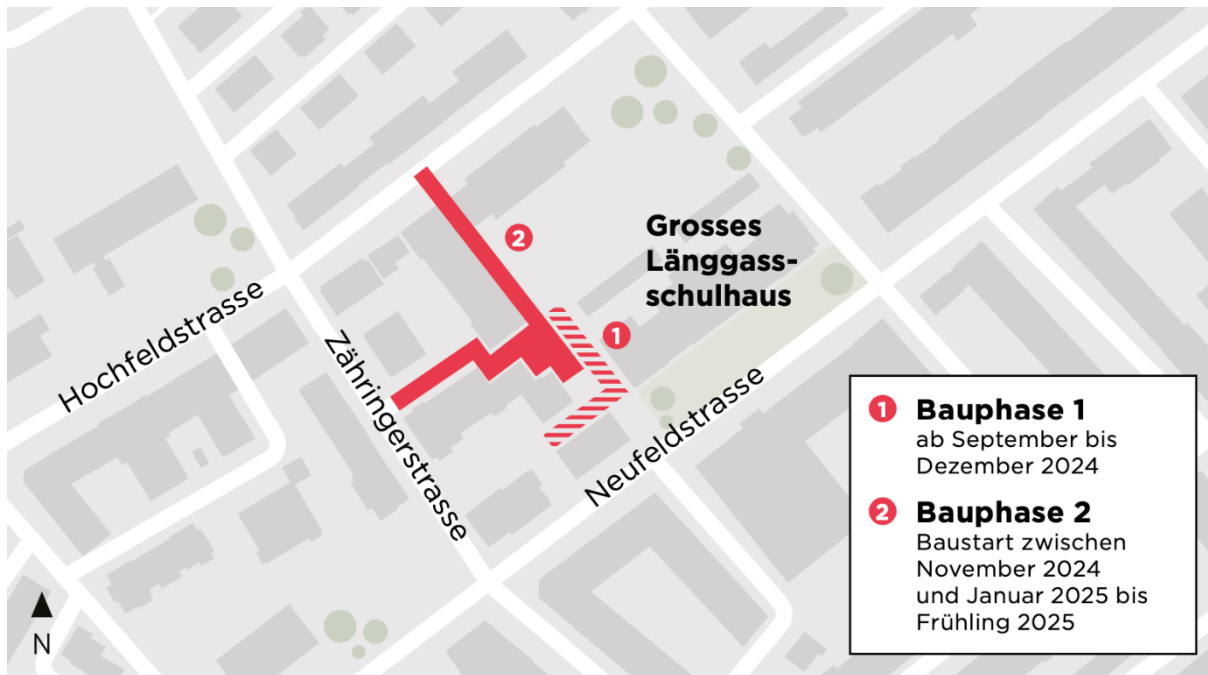 Grosses
Länggass-
schulhaus
2
1
Hochfeldstrasse
Zähringerstrasse
Neufeldstrasse
N
1 Bauphase 1
ab September bis
Dezember 2024
2 Bauphase 2
Baustart zwischen
November 2024
und Januar 2025 bis
Frühling 2025